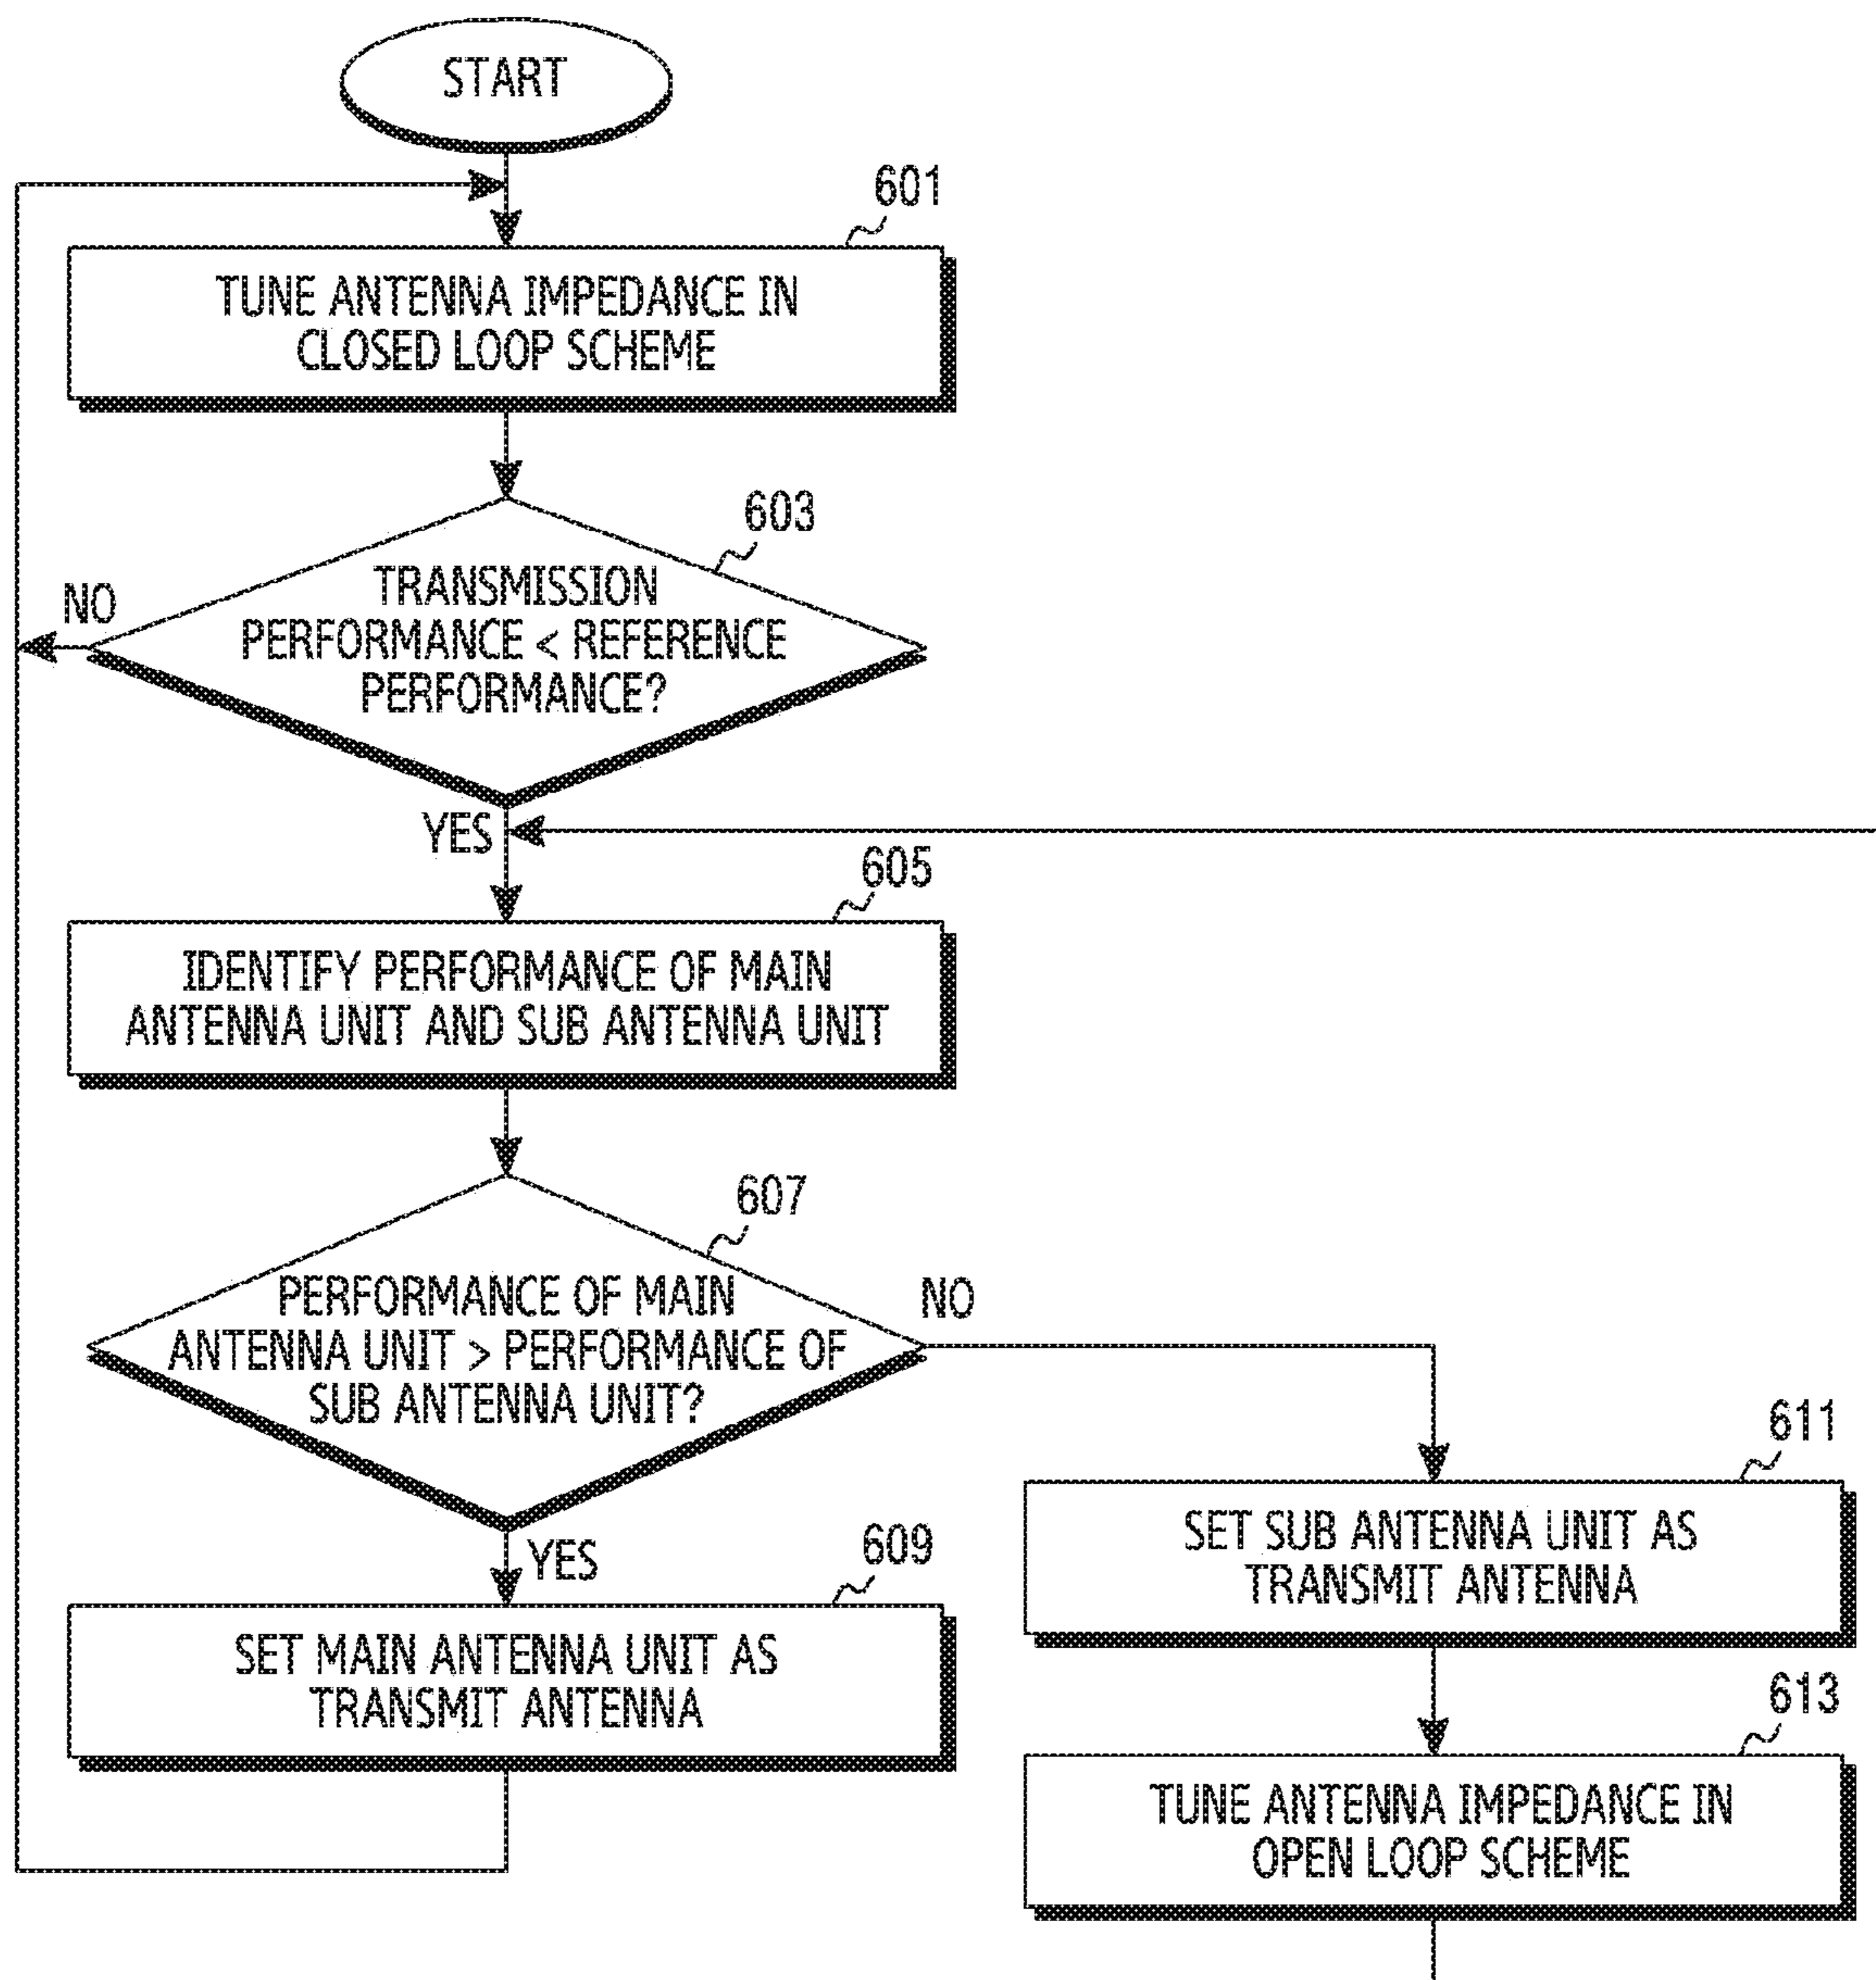 START
601
TUNE ANTENNA IMPEDANCE IN
CLOSED LOOP SCHEME
603
TRANSMISSION
PERFORMANCE < REFERENCE
PERFORMANCE?
NO
YES
605
IDENTIFY PERFORMANCE OF MAIN
ANTENNA UNIT AND SUB ANTENNA UNIT
607
PERFORMANCE OF MAIN
ANTENNA UNIT > PERFORMANCE OF
SUB ANTENNA UNIT?
NO
YES
609
SET MAIN ANTENNA UNIT AS
TRANSMIT ANTENNA
611
SET SUB ANTENNA UNIT AS
TRANSMIT ANTENNA
613
TUNE ANTENNA IMPEDANCE IN
OPEN LOOP SCHEME